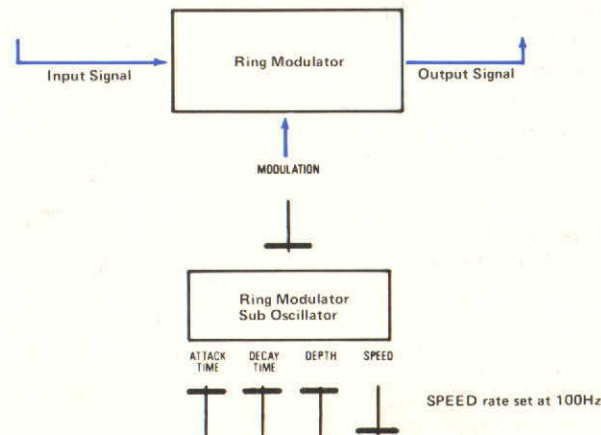 Ring Modulator
Input Signal
Output Signal
MODULATION
Ring Modulator
Sub Oscillator
ATTACK TIME
DECAY TIME
DEPTH
SPEED
SPEED rate set at 100Hz